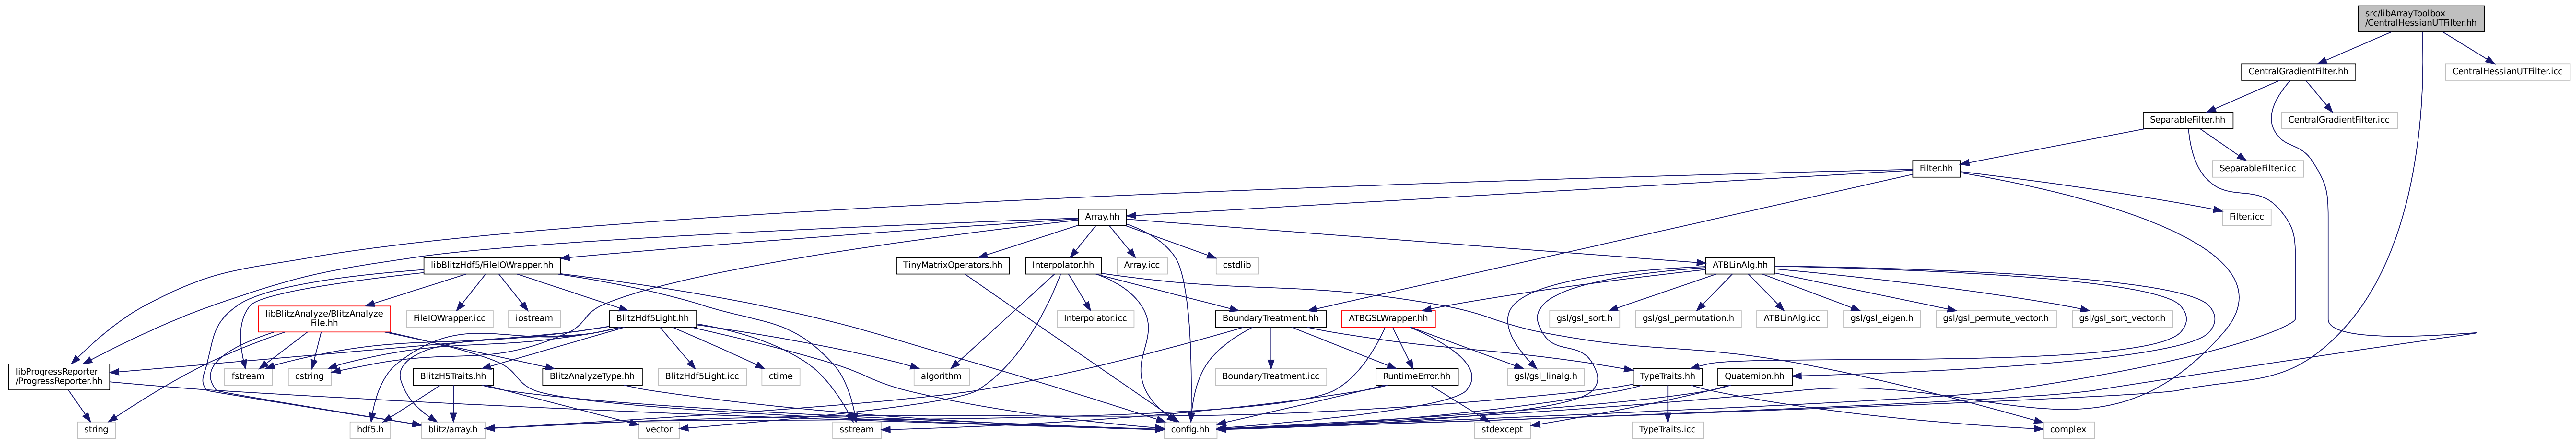 src/libArrayToolbox
/CentralHessianUTFilter.hh
CentralGradientFilter.hh
CentralHessianUTFilter.icc
SeparableFilter.hh
CentralGradientFilter.icc
Filter.hh
SeparableFilter.icc
Array.hh
Filter.icc
libBlitzHdf5/FileIOWrapper.hh
TinyMatrixOperators.hh
Interpolator.hh
Array.icc
cstdlib
ATBLinAlg.hh
libBlitzAnalyze/BlitzAnalyze
File.hh
FileIOWrapper.icc
iostream
BlitzHdf5Light.hh
Interpolator.icc
BoundaryTreatment.hh
ATBGSLWrapper.hh
gsl/gsl_sort.h
gsl/gsl_permutation.h
ATBLinAlg.icc
gsl/gsl_eigen.h
gsl/gsl_permute_vector.h
gsl/gsl_sort_vector.h
libProgressReporter
/ProgressReporter.hh
fstream
cstring
BlitzH5Traits.hh
BlitzAnalyzeType.hh
BlitzHdf5Light.icc
ctime
algorithm
BoundaryTreatment.icc
RuntimeError.hh
gsl/gsl_linalg.h
TypeTraits.hh
Quaternion.hh
string
hdf5.h
blitz/array.h
vector
sstream
config.hh
stdexcept
TypeTraits.icc
complex